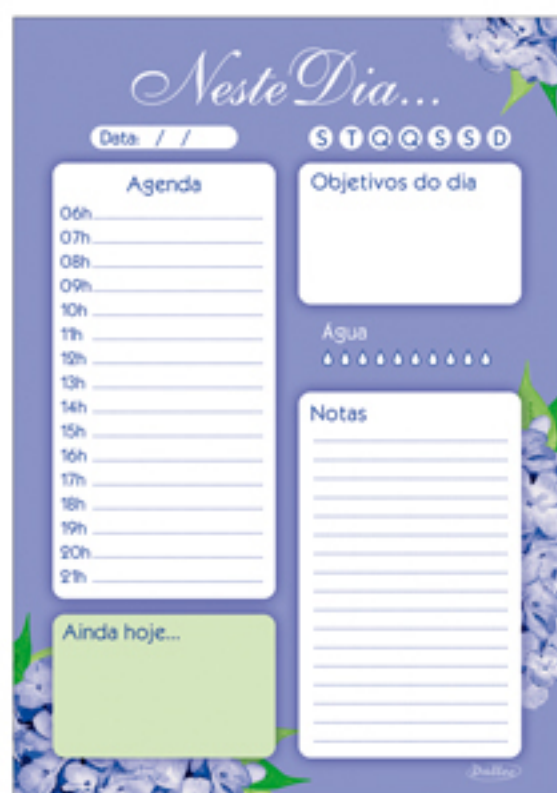 Neste Dia...
Data: / /
S T Q Q S S D
Agenda
06h
07h
08h
09h
10h
11h
12h
13h
14h
15h
16h
17h
18h
19h
20h
21h
Ainda hoje...
Objetivos do dia
Água
Notas